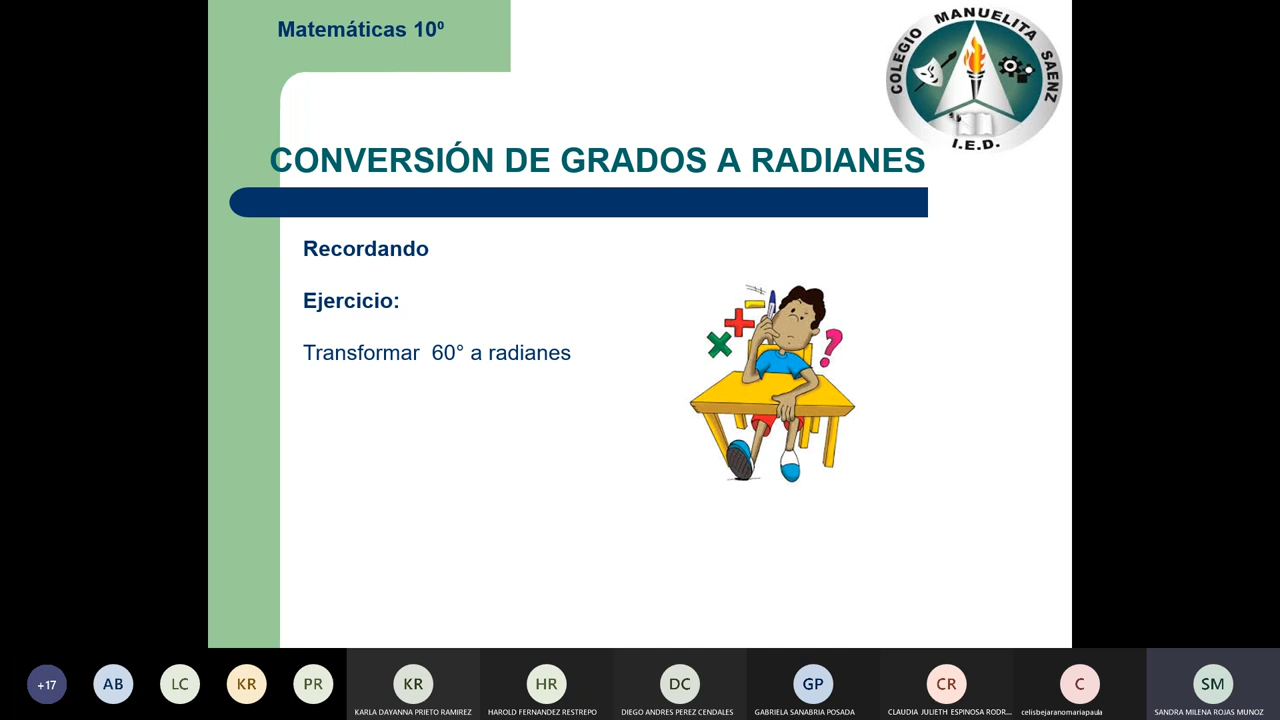 Matemáticas 10º
COLEGIO MANUELITA SAENZ
I.E.D.
CONVERSIÓN DE GRADOS A RADIANES
Recordando
Ejercicio:
Transformar 60° a radianes
?
+17
AB
LC
KR
PR
KR
HR
DC
GP
CR
C
SM
KARLA DAYANNA PRIETO RAMIREZ
HAROLD FERNANDEZ RESTREPO
DIEGO ANDRES PEREZ CENDALES
GABRIELA SANABRIA POSADA
CLAUDIA JULIETH ESPINOSA RODR...
celisbejaranomariapaula
SANDRA MILENA ROJAS MUNOZ